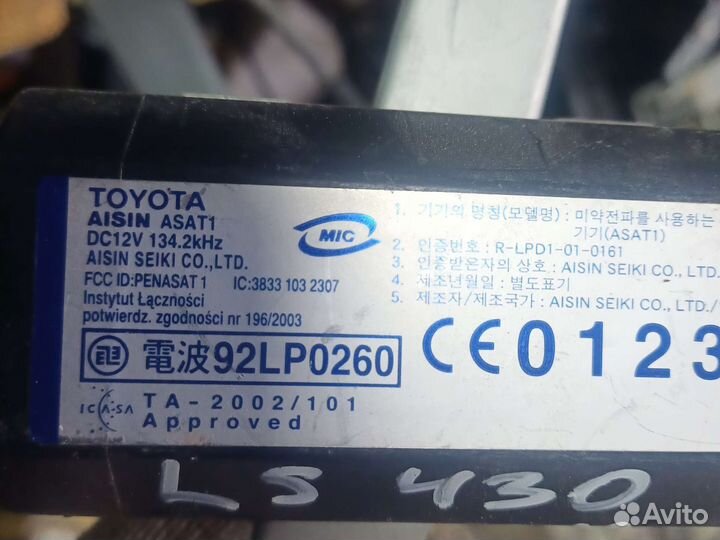 TOYOTA
AISIN ASAT1
DC12V 134.2kHz
AISIN SEIKI CO.,LTD.
FCC ID:PENASAT 1 IC:3833 103 2307
Instytut Łączności
potwierdz. zgodności nr 196/2003
MIC
1. 기기의 명칭(모델명) : 미약전파를 사용하는
기기(ASAT1)
2. 인증번호 : R-LPD1-01-0161
3. 인증받은자의 상호 : AISIN SEIKI CO., LTD.
4. 제조년월일 : 별도표기
5. 제조자/제조국가 : AISIN SEIKI CO., LTD./
電波92LP0260
CE0123
ICASA
TA-2002/101
Approved
LS 430
Avito